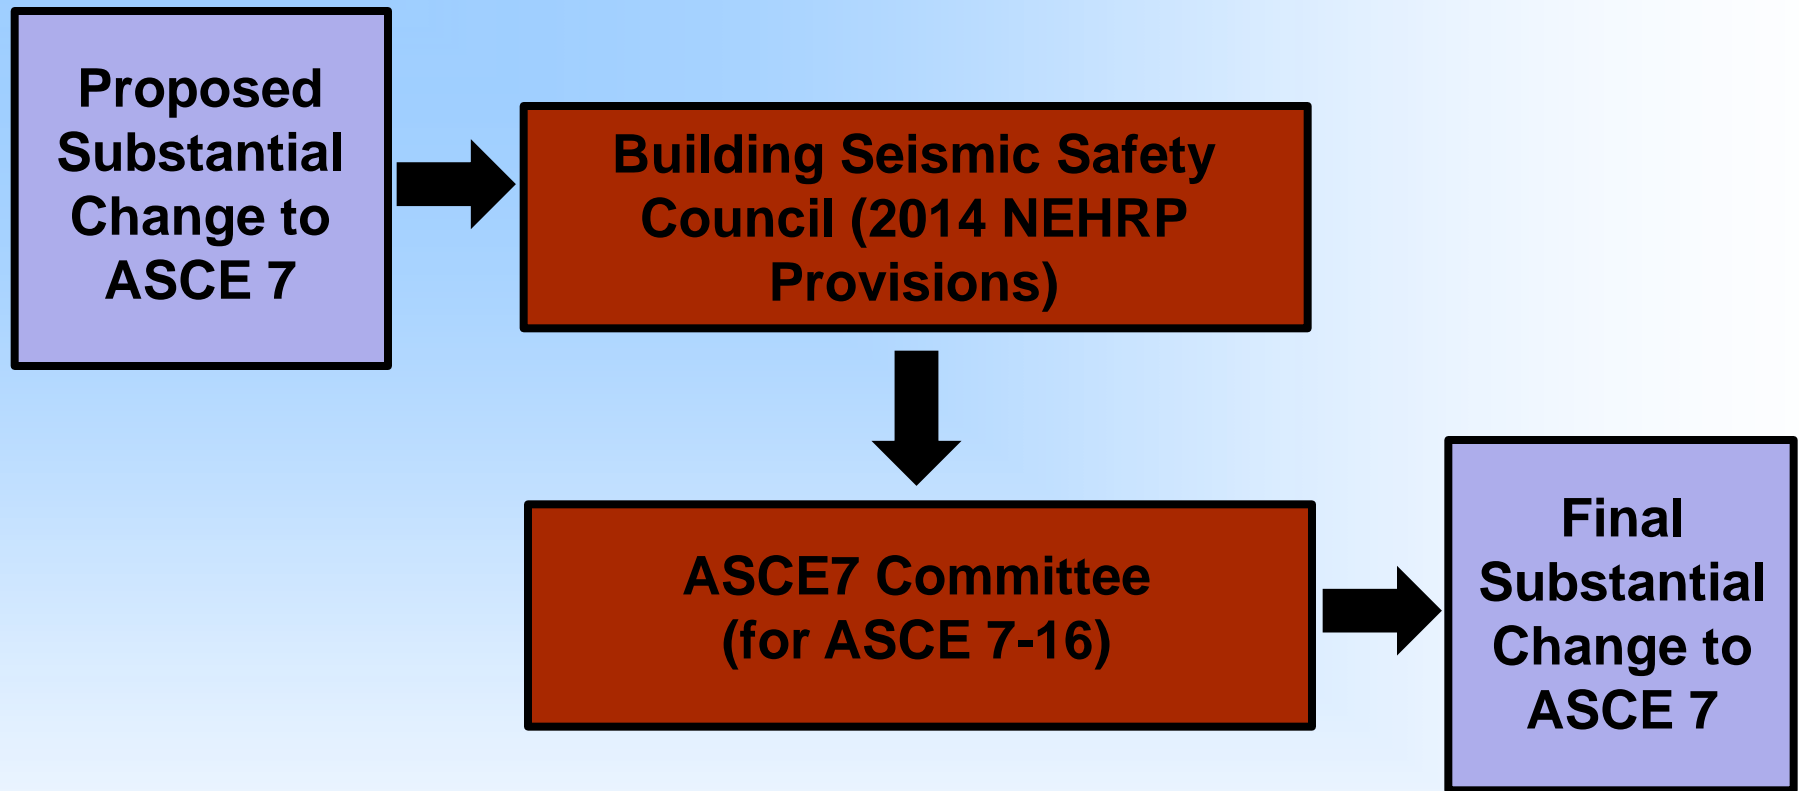 Proposed
Substantial
Change to
ASCE 7
Building Seismic Safety
Council (2014 NEHRP
Provisions)
ASCE7 Committee
(for ASCE 7-16)
Final
Substantial
Change to
ASCE 7